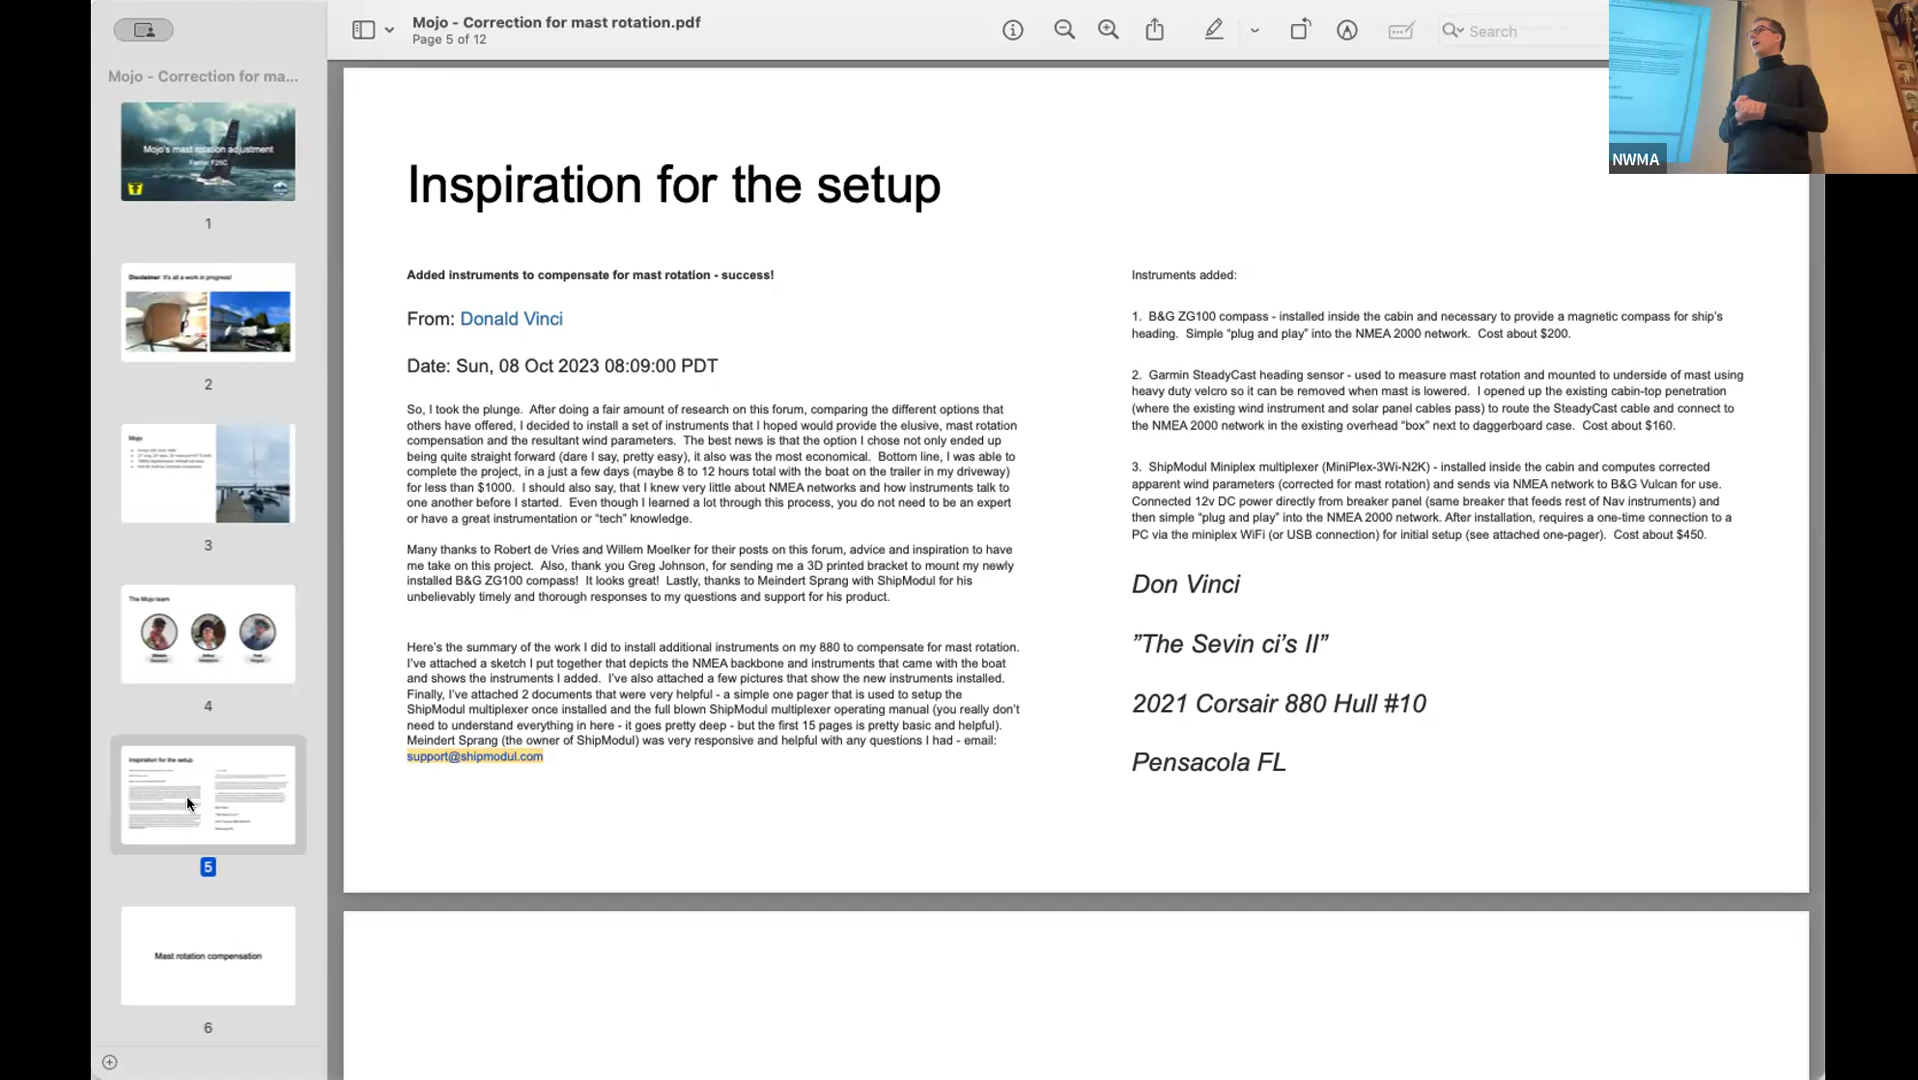 Mojo - Correction for mast rotation.pdf
Page 5 of 12
Search
NWMA
Mojo - Correction for ma...
Mojo's mast rotation adjustment
Farrier F25C
1
Disclaimer: It's all a work in progress!
2
Mojo
3
The Mojo team
4
Inspiration for the setup
5
Mast rotation compensation
6
Inspiration for the setup
Added instruments to compensate for mast rotation - success!
From: Donald Vinci
Date: Sun, 08 Oct 2023 08:09:00 PDT
So, I took the plunge. After doing a fair amount of research on this forum, comparing the different options that
others have offered, I decided to install a set of instruments that I hoped would provide the elusive, mast rotation
compensation and the resultant wind parameters. The best news is that the option I chose not only ended up
being quite straight forward (dare I say, pretty easy), it also was the most economical. Bottom line, I was able to
complete the project, in a just a few days (maybe 8 to 12 hours total with the boat on the trailer in my driveway)
for less than $1000. I should also say, that I knew very little about NMEA networks and how instruments talk to
one another before I started. Even though I learned a lot through this process, you do not need to be an expert
or have a great instrumentation or “tech” knowledge.
Many thanks to Robert de Vries and Willem Moelker for their posts on this forum, advice and inspiration to have
me take on this project. Also, thank you Greg Johnson, for sending me a 3D printed bracket to mount my newly
installed B&G ZG100 compass! It looks great! Lastly, thanks to Meindert Sprang with ShipModul for his
unbelievably timely and thorough responses to my questions and support for his product.
Here's the summary of the work I did to install additional instruments on my 880 to compensate for mast rotation.
I've attached a sketch I put together that depicts the NMEA backbone and instruments that came with the boat
and shows the instruments I added. I've also attached a few pictures that show the new instruments installed.
Finally, I've attached 2 documents that were very helpful - a simple one pager that is used to setup the
ShipModul multiplexer once installed and the full blown ShipModul multiplexer operating manual (you really don't
need to understand everything in here - it goes pretty deep - but the first 15 pages is pretty basic and helpful).
Meindert Sprang (the owner of ShipModul) was very responsive and helpful with any questions I had - email:
support@shipmodul.com
Instruments added:
1. B&G ZG100 compass - installed inside the cabin and necessary to provide a magnetic compass for ship's
heading. Simple “plug and play” into the NMEA 2000 network. Cost about $200.
2. Garmin SteadyCast heading sensor - used to measure mast rotation and mounted to underside of mast using
heavy duty velcro so it can be removed when mast is lowered. I opened up the existing cabin-top penetration
(where the existing wind instrument and solar panel cables pass) to route the SteadyCast cable and connect to
the NMEA 2000 network in the existing overhead “box” next to daggerboard case. Cost about $160.
3. ShipModul Miniplex multiplexer (MiniPlex-3Wi-N2K) - installed inside the cabin and computes corrected
apparent wind parameters (corrected for mast rotation) and sends via NMEA network to B&G Vulcan for use.
Connected 12v DC power directly from breaker panel (same breaker that feeds rest of Nav instruments) and
then simple “plug and play” into the NMEA 2000 network. After installation, requires a one-time connection to a
PC via the miniplex WiFi (or USB connection) for initial setup (see attached one-pager). Cost about $450.
Don Vinci
”The Sevin ci's II”
2021 Corsair 880 Hull #10
Pensacola FL